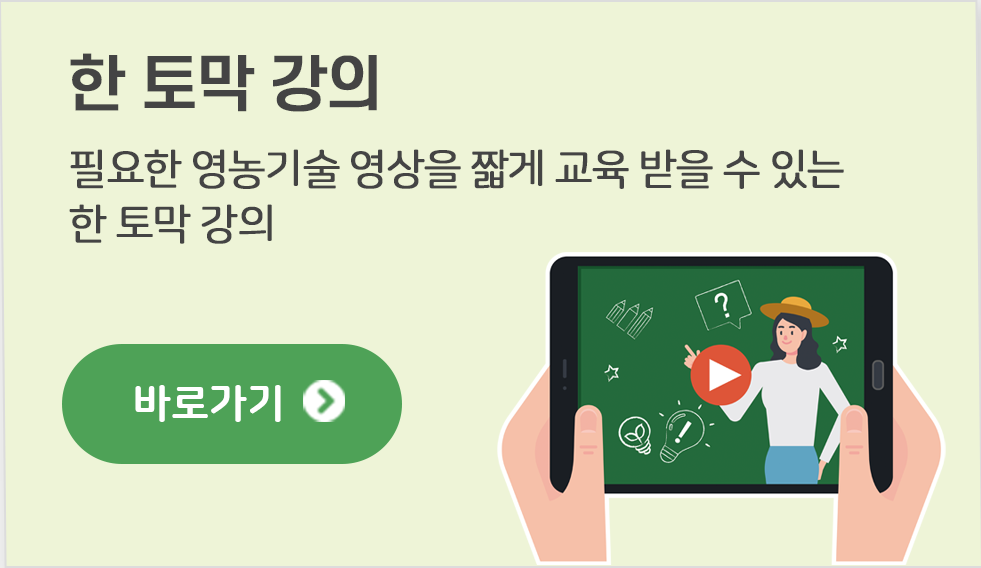 한 토막 강의
필요한 영농기술 영상을 짧게 교육 받을 수 있는
한 토막 강의
?
바로가기
!